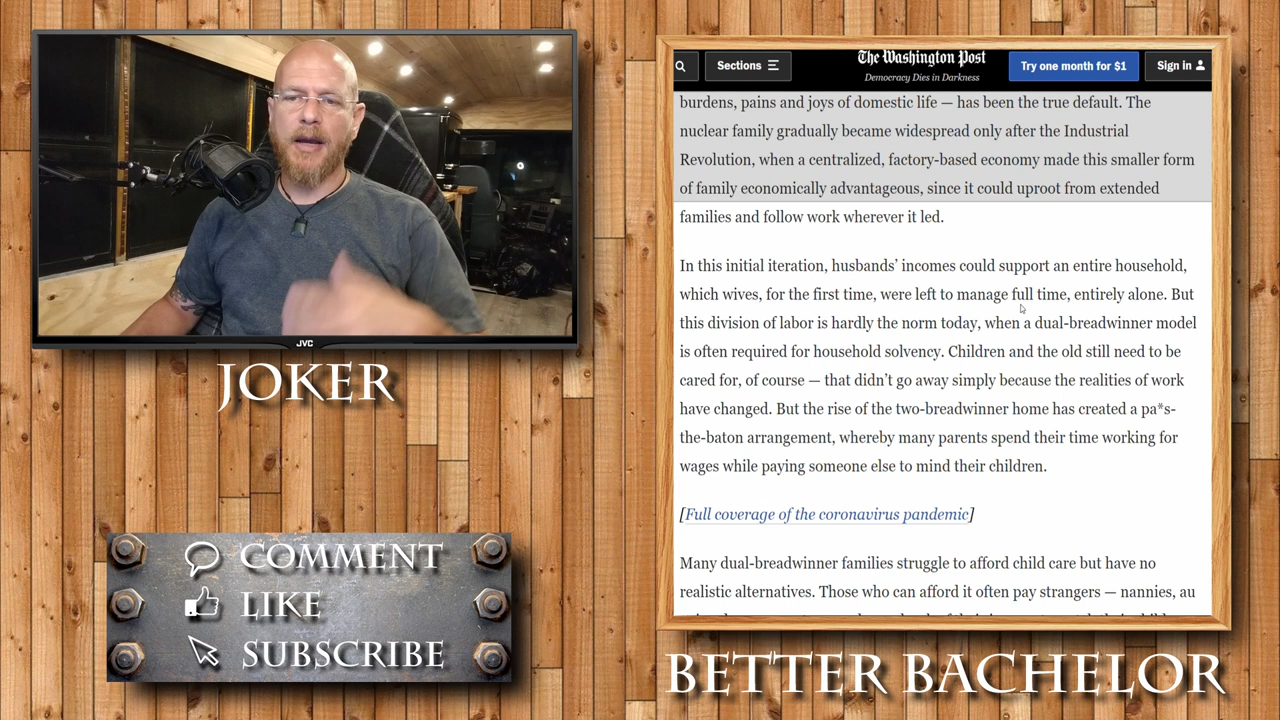 JVC
JOKER
COMMENT
LIKE
SUBSCRIBE
Sections
The Washington Post
Democracy Dies in Darkness
Try one month for $1
Sign in
burdens, pains and joys of domestic life — has been the true default. The
nuclear family gradually became widespread only after the Industrial
Revolution, when a centralized, factory-based economy made this smaller form
of family economically advantageous, since it could uproot from extended
families and follow work wherever it led.
In this initial iteration, husbands’ incomes could support an entire household,
which wives, for the first time, were left to manage full time, entirely alone. But
this division of labor is hardly the norm today, when a dual-breadwinner model
is often required for household solvency. Children and the old still need to be
cared for, of course — that didn’t go away simply because the realities of work
have changed. But the rise of the two-breadwinner home has created a pa*s-
the-baton arrangement, whereby many parents spend their time working for
wages while paying someone else to mind their children.
[Full coverage of the coronavirus pandemic]
Many dual-breadwinner families struggle to afford child care but have no
realistic alternatives. Those who can afford it often pay strangers — nannies, au
BETTER BACHELOR